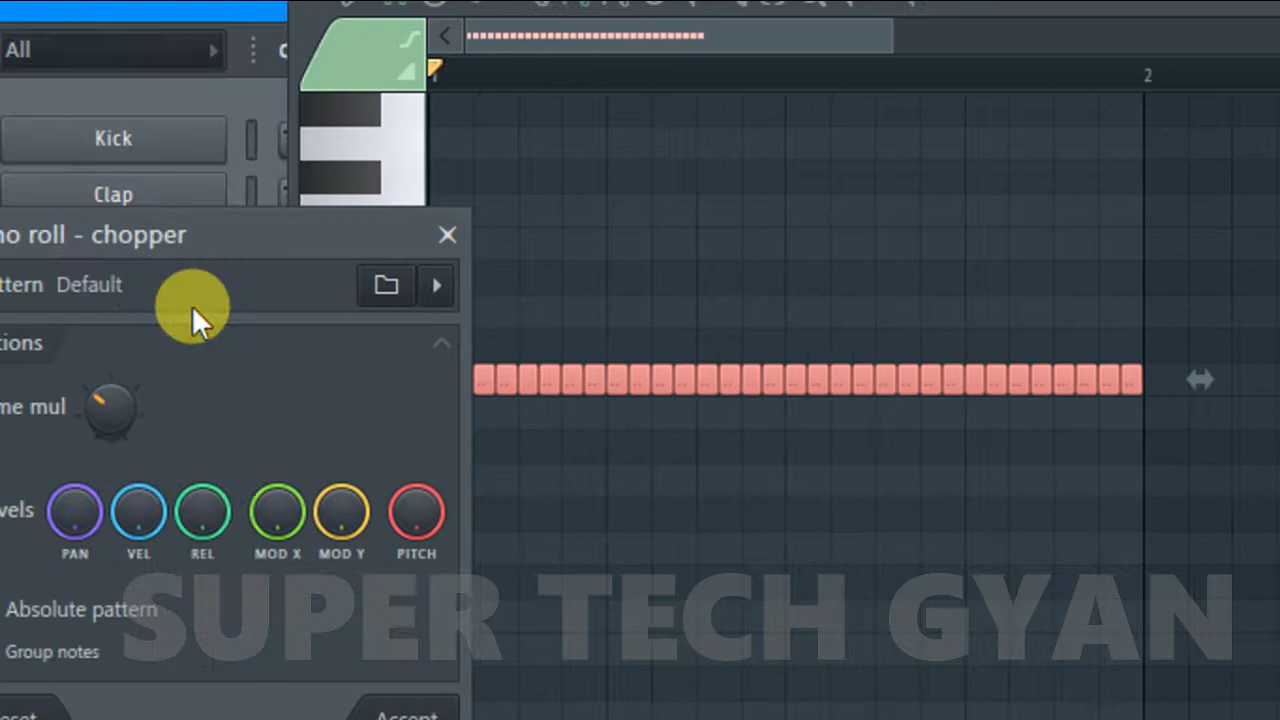 All
2
Kick
Clap
no roll - chopper
ttern Default
tions
me mul
vels
PAN VEL REL MOD X MOD Y PITCH
Absolute pattern
Group notes
SUPER TECH GYAN
eset Accept